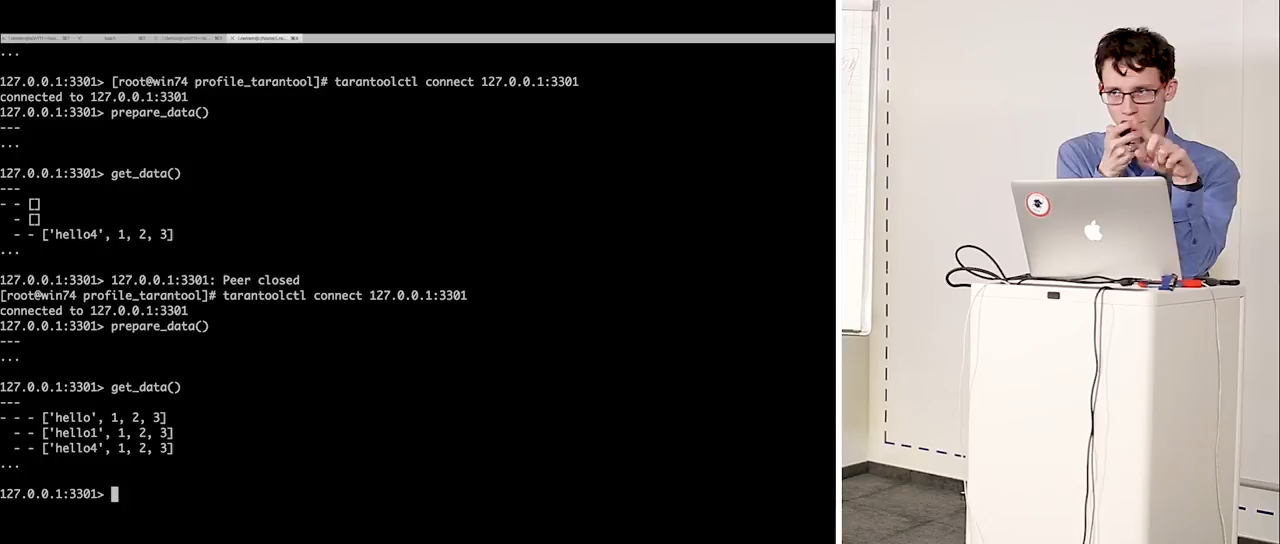 ...
127.0.0.1:3301> [root@win74 profile_tarantool]# tarantoolctl connect 127.0.0.1:3301
connected to 127.0.0.1:3301
127.0.0.1:3301> prepare_data()
---
...
127.0.0.1:3301> get_data()
---
- - []
  - []
  - - ['hello4', 1, 2, 3]
...
127.0.0.1:3301> 127.0.0.1:3301: Peer closed
[root@win74 profile_tarantool]# tarantoolctl connect 127.0.0.1:3301
connected to 127.0.0.1:3301
127.0.0.1:3301> prepare_data()
---
...
127.0.0.1:3301> get_data()
---
- - - ['hello', 1, 2, 3]
  - - ['hello1', 1, 2, 3]
  - - ['hello4', 1, 2, 3]
...
127.0.0.1:3301>